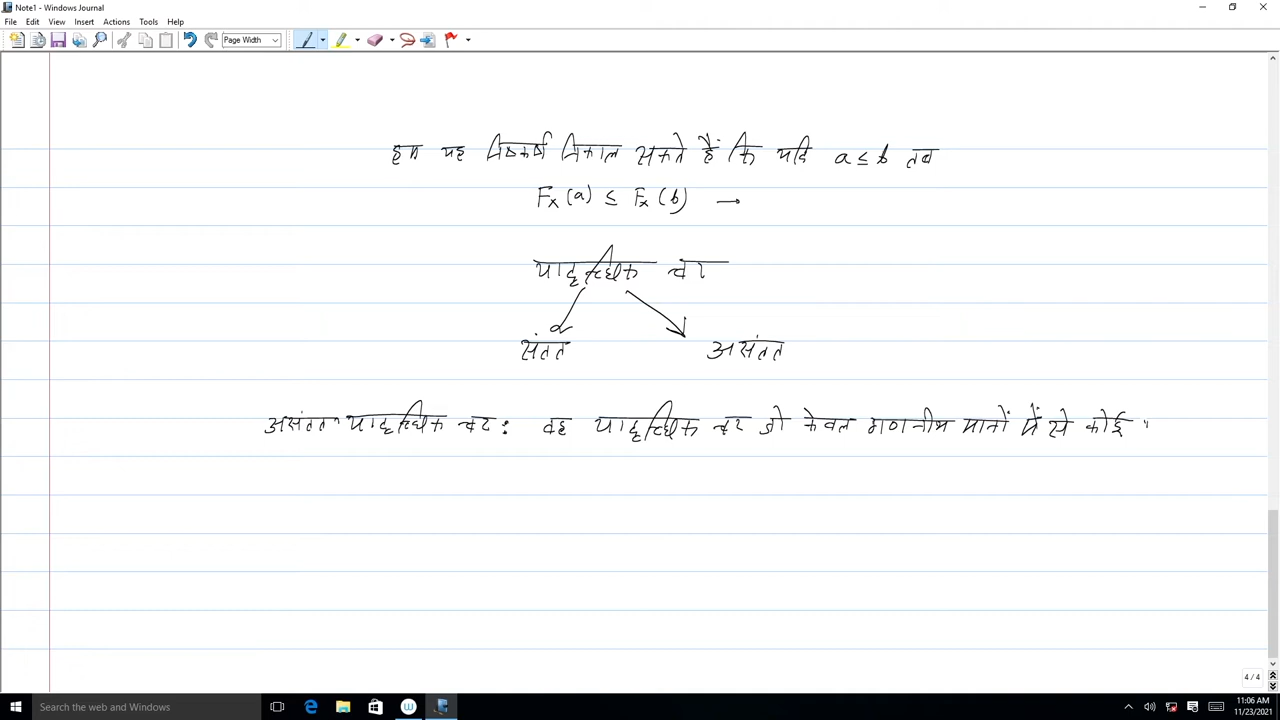 Note1 - Windows Journal
File Edit View Insert Actions Tools Help
Page Width
हम यह निष्कर्ष निकाल सकते हैं कि यदि a ≤ b तब
Fx (a) ≤ Fx (b) →
यादृच्छिक चर
संतत असंतत
असंतत यादृच्छिक चर : वह यादृच्छिक चर जो केवल गणनीय मानों में से कोई
4 / 4
Search the web and Windows
11:06 AM
11/23/2021